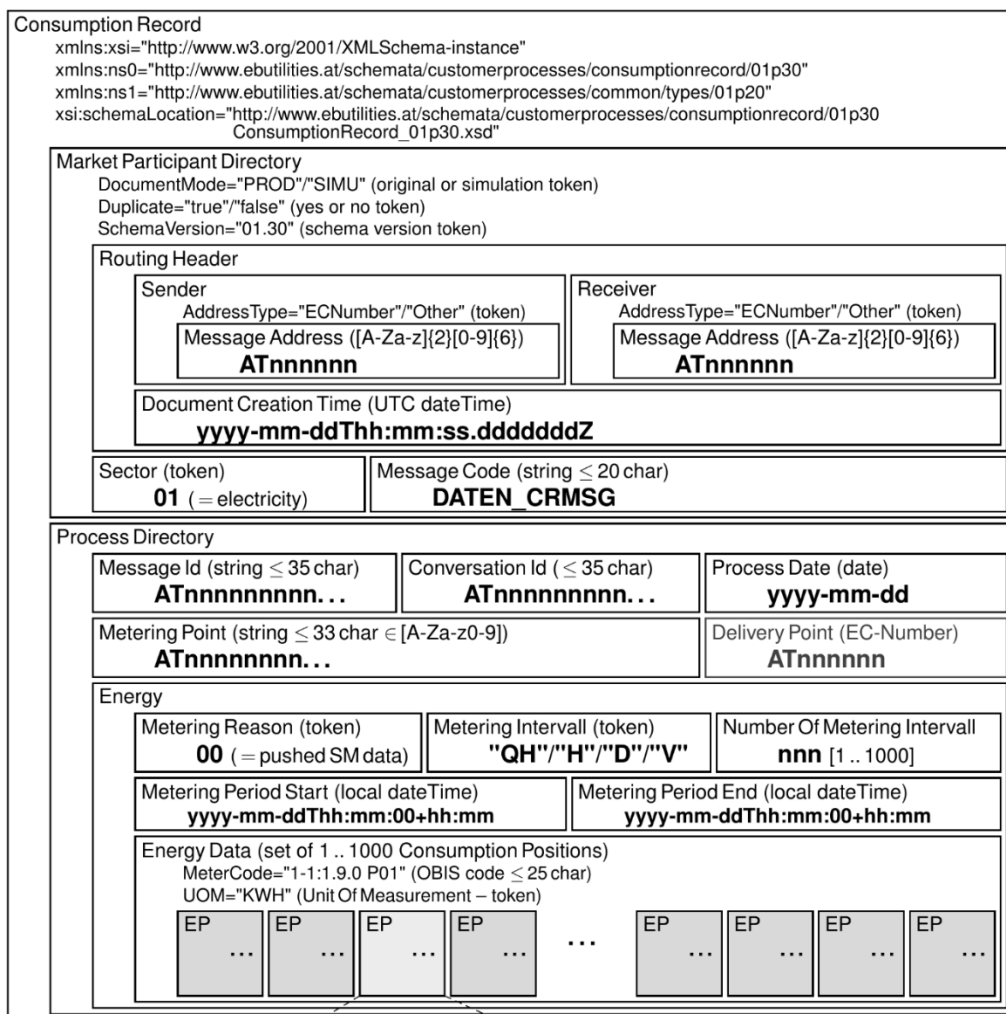 Consumption Record
xmlns:xsi="http://www.w3.org/2001/XMLSchema-instance"
xmlns:ns0="http://www.ebutilities.at/schemata/customerprocesses/consumptionrecord/01p30"
xmlns:ns1="http://www.ebutilities.at/schemata/customerprocesses/common/types/01p20"
xsi:schemaLocation="http://www.ebutilities.at/schemata/customerprocesses/consumptionrecord/01p30
ConsumptionRecord_01p30.xsd"
Market Participant Directory
DocumentMode="PROD"/"SIMU" (original or simulation token)
Duplicate="true"/"false" (yes or no token)
SchemaVersion="01.30" (schema version token)
Routing Header
Sender
AddressType="ECNumber"/"Other" (token)
Message Address ([A-Za-z]{2}[0-9]{6})
ATnnnnnn
Receiver
AddressType="ECNumber"/"Other" (token)
Message Address ([A-Za-z]{2}[0-9]{6})
ATnnnnnn
Document Creation Time (UTC dateTime)
yyyy-mm-ddThh:mm:ss.dddddddZ
Sector (token)
01 (= electricity)
Message Code (string ≤ 20 char)
DATEN_CRMSG
Process Directory
Message Id (string ≤ 35 char)
ATnnnnnnnnn...
Conversation Id (≤ 35 char)
ATnnnnnnnnn...
Process Date (date)
yyyy-mm-dd
Metering Point (string ≤ 33 char ∈ [A-Za-z0-9])
ATnnnnnnnn...
Delivery Point (EC-Number)
ATnnnnnn
Energy
Metering Reason (token)
00 (= pushed SM data)
Metering Intervall (token)
"QH"/"H"/"D"/"V"
Number Of Metering Intervall
nnn [1 .. 1000]
Metering Period Start (local dateTime)
yyyy-mm-ddThh:mm:00+hh:mm
Metering Period End (local dateTime)
yyyy-mm-ddThh:mm:00+hh:mm
Energy Data (set of 1 .. 1000 Consumption Positions)
MeterCode="1-1:1.9.0 P01" (OBIS code ≤ 25 char)
UOM="KWH" (Unit Of Measurement – token)
EP ... EP ... EP ... EP ... ... EP ... EP ... EP ... EP ...